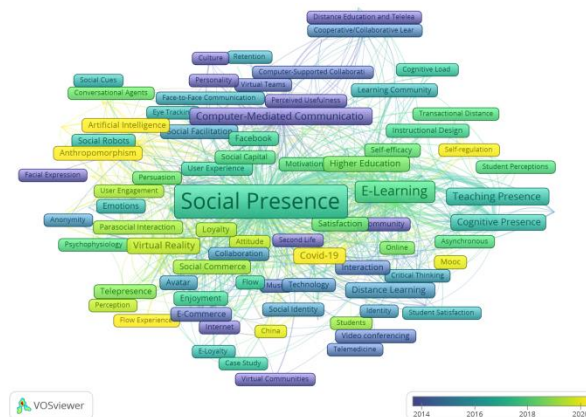 Distance Education and Telelea
Cooperative/Collaborative Lear
Culture
Retention
Social Cues
Personality
Computer-Supported Collaborati
Cognitive Load
Conversational Agents
Virtual Teams
Learning Community
Face-to-Face Communication
Perceived Usefulness
Eye Trackin
Computer-Mediated Communicatio
Transactional Distance
Artificial Intelligence
Social Facilitation
Facebook
Instructional Design
Social Robots
Self-efficacy
Self-regulation
Anthropomorphism
Social Capital
Motivation
Higher Education
Student Perceptions
User Experience
Facial Expression
Persuasion
User Engagement
Social Presence
E-Learning
Teaching Presence
Emotions
Anonymity
Parasocial Interaction
Loyalty
Satisfaction
Community
Cognitive Presence
Psychophysiology
Virtual Reality
Attitude
Second Life
Online
Asynchronous
Collaboration
Covid-19
Social Commerce
Interaction
Mooc
Critical Thinking
Telepresence
Avatar
Flow
Technology
Distance Learning
Perception
Enjoyment
Flow Experience
E-Commerce
Social Identity
Identity
Student Satisfaction
Internet
China
Students
Video conferencing
E-Loyalty
Telemedicine
Case Study
Virtual Communities
VOSviewer
2014 2016 2018 2020